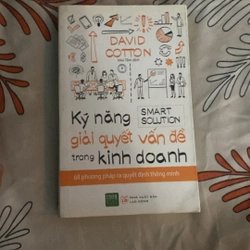 DAVID
COTTON
Kỹ năng SMART SOLUTION
giải quyết vấn đề
trong kinh doanh
68 phương pháp ra quyết định thông minh